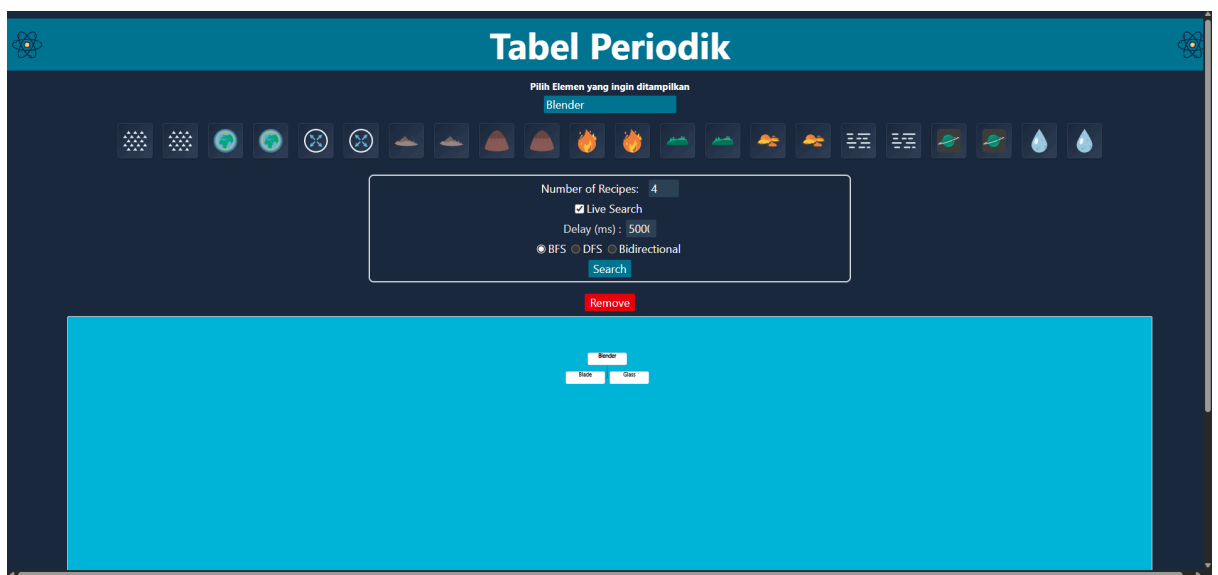 Tabel Periodik
Pilih Elemen yang ingin ditampilkan
Blender
Number of Recipes: 4
Live Search
Delay (ms) : 5000
BFS DFS Bidirectional
Search
Remove
Blender
Blade Glass